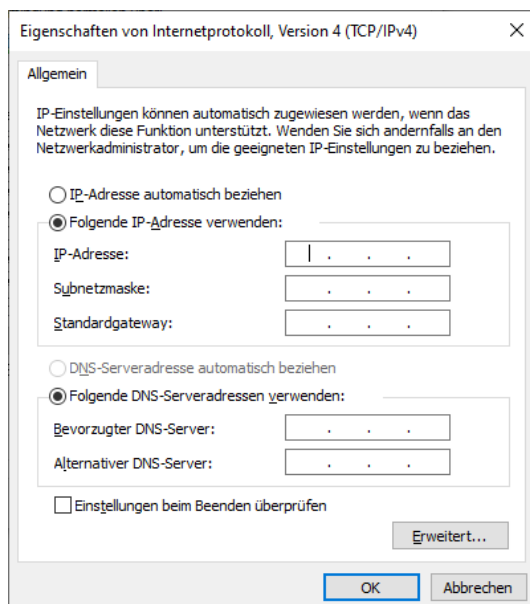 Eigenschaften von Internetprotokoll, Version 4 (TCP/IPv4)
Allgemein
IP-Einstellungen können automatisch zugewiesen werden, wenn das
Netzwerk diese Funktion unterstützt. Wenden Sie sich andernfalls an den
Netzwerkadministrator, um die geeigneten IP-Einstellungen zu beziehen.
IP-Adresse automatisch beziehen
Folgende IP-Adresse verwenden:
IP-Adresse: . . .
Subnetzmaske: . . .
Standardgateway: . . .
DNS-Serveradresse automatisch beziehen
Folgende DNS-Serveradressen verwenden:
Bevorzugter DNS-Server: . . .
Alternativer DNS-Server: . . .
Einstellungen beim Beenden überprüfen
Erweitert...
OK Abbrechen